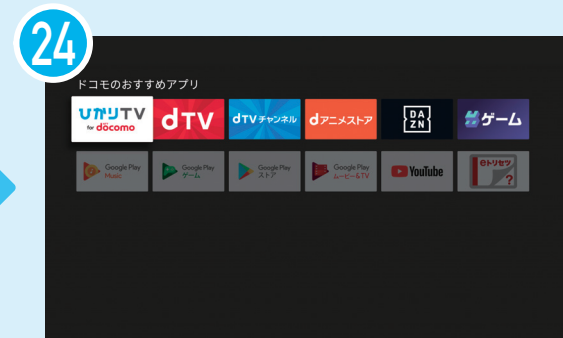 24
ドコモのおすすめアプリ
ひかりTV
for döcomo
dTV
dTVチャンネル
dアニメストア
DA
ZN
ゲーム
Google Play
Music
Google Play
ゲーム
Google Play
ストア
Google Play
ムービー&TV
YouTube
eトリセツ
?